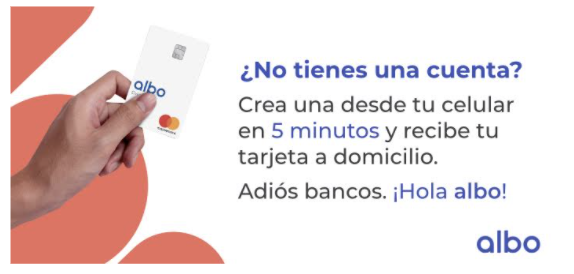 albo
¿No tienes una cuenta?
Crea una desde tu celular
en 5 minutos y recibe tu
tarjeta a domicilio.
Adiós bancos. ¡Hola albo!
albo